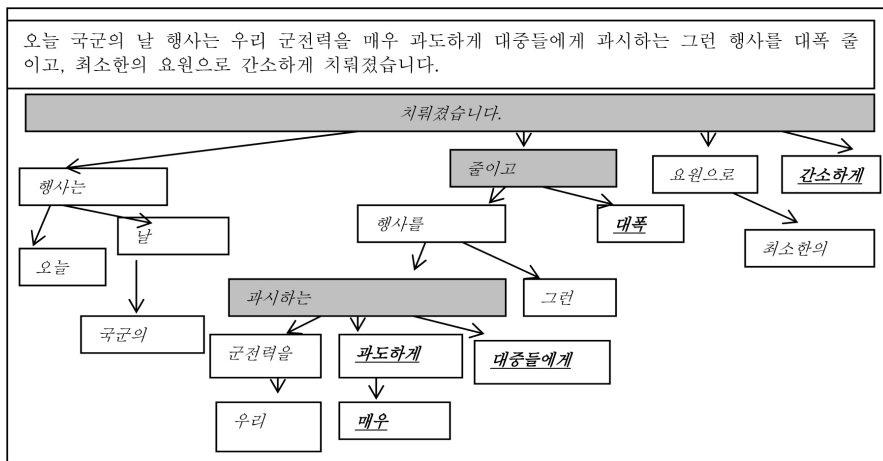 오늘 국군의 날 행사는 우리 군전력을 매우 과도하게 대중들에게 과시하는 그런 행사를 대폭 줄
이고, 최소한의 요원으로 간소하게 치뤄졌습니다.
치뤄졌습니다.
행사는
줄이고
요원으로
간소하게
날
행사를
대폭
오늘
최소한의
과시하는
그런
국군의
군전력을
과도하게
대중들에게
우리
매우